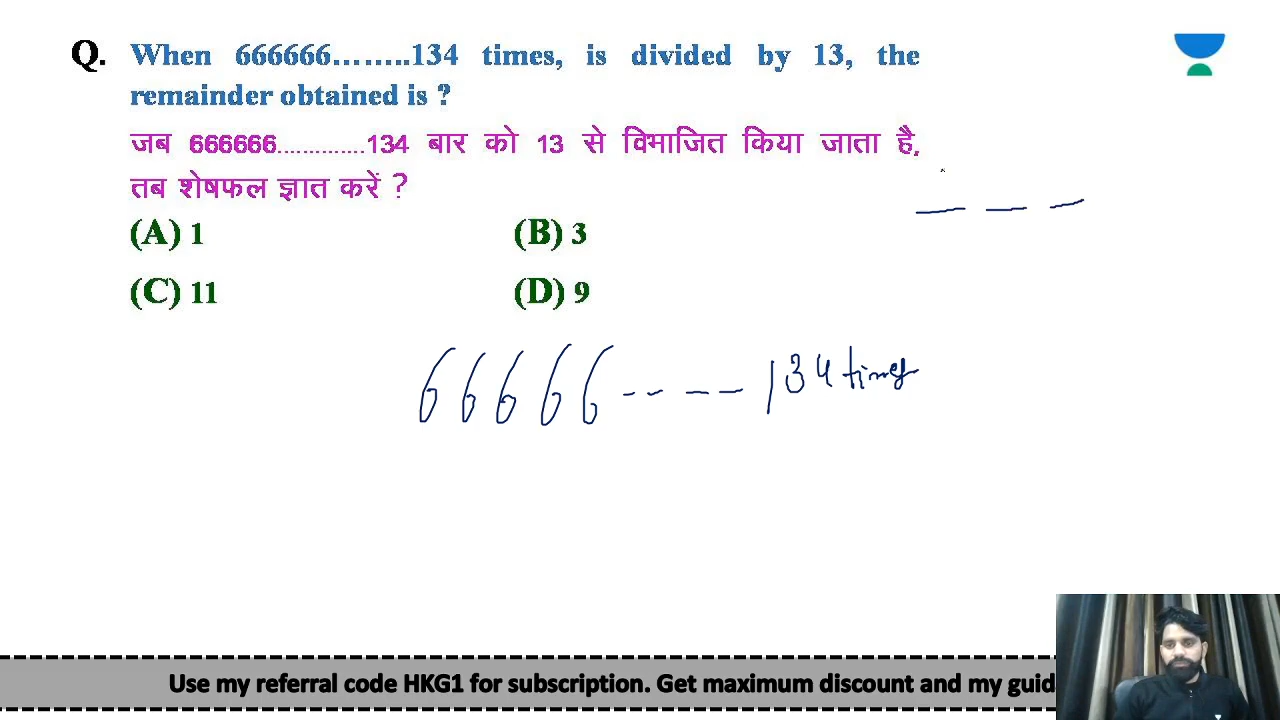 Q. When 666666……..134 times, is divided by 13, the
remainder obtained is ?
जब 666666..............134 बार को 13 से विभाजित किया जाता है,
तब शेषफल ज्ञात करें ?
(A) 1 (B) 3
(C) 11 (D) 9
66666 -- -- -- 134 times
Use my referral code HKG1 for subscription. Get maximum discount and my guid